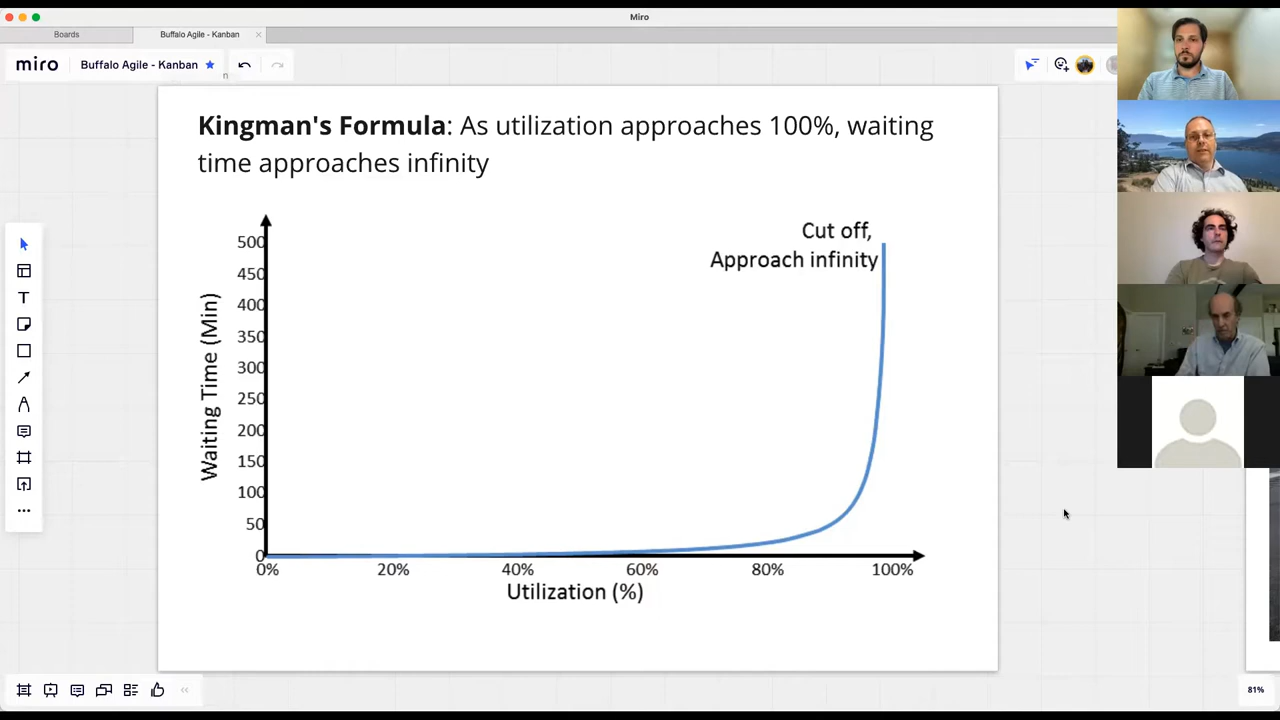 Miro
Boards
Buffalo Agile - Kanban
miro
Buffalo Agile - Kanban
n
Kingman's Formula: As utilization approaches 100%, waiting
time approaches infinity
Cut off,
Approach infinity
Waiting Time (Min)
500
450
400
350
300
250
200
150
100
50
0
0% 20% 40% 60% 80% 100%
Utilization (%)
81%